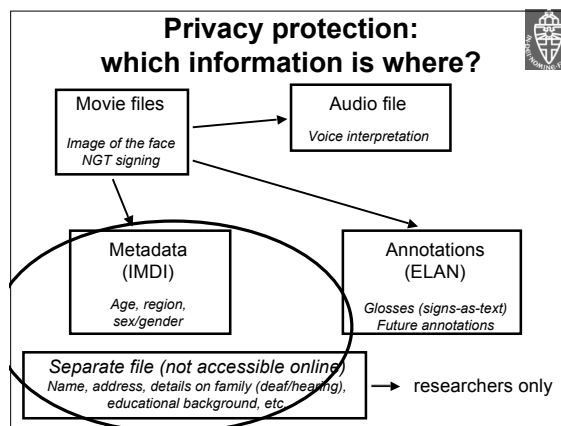 Privacy protection:
which information is where?
Movie files
Image of the face
NGT signing
Audio file
Voice interpretation
Metadata
(IMDI)
Age, region,
sex/gender
Annotations
(ELAN)
Glosses (signs-as-text)
Future annotations
Separate file (not accessible online)
Name, address, details on family (deaf/hearing),
educational background, etc
researchers only